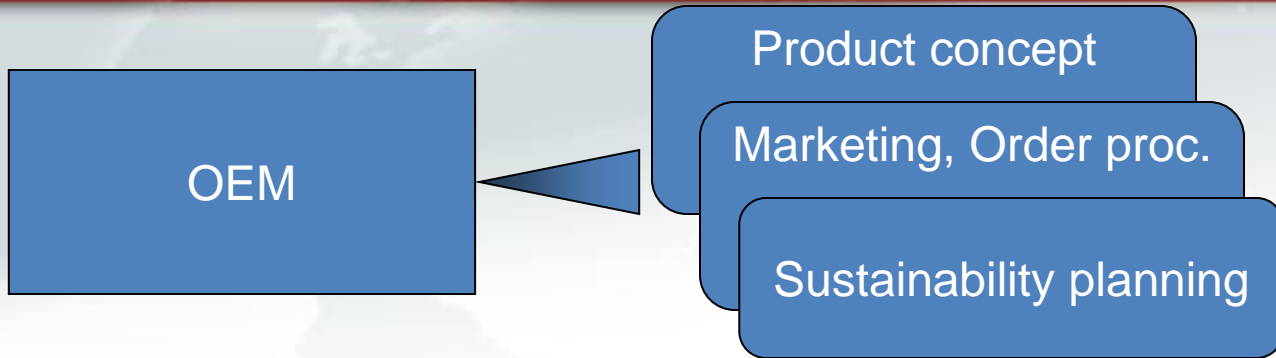 Product concept
Marketing, Order proc.
OEM
Sustainability planning